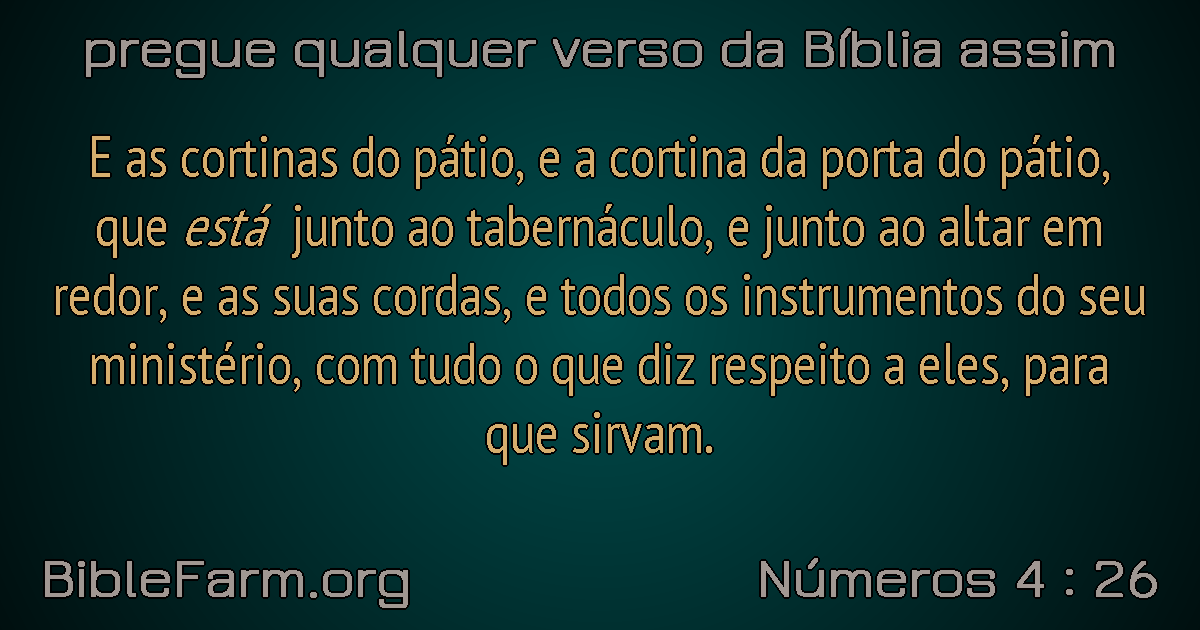 pregue qualquer verso da Bíblia assim
E as cortinas do pátio, e a cortina da porta do pátio,
que está junto ao tabernáculo, e junto ao altar em
redor, e as suas cordas, e todos os instrumentos do seu
ministério, com tudo o que diz respeito a eles, para
que sirvam.
BibleFarm.org
Números 4 : 26